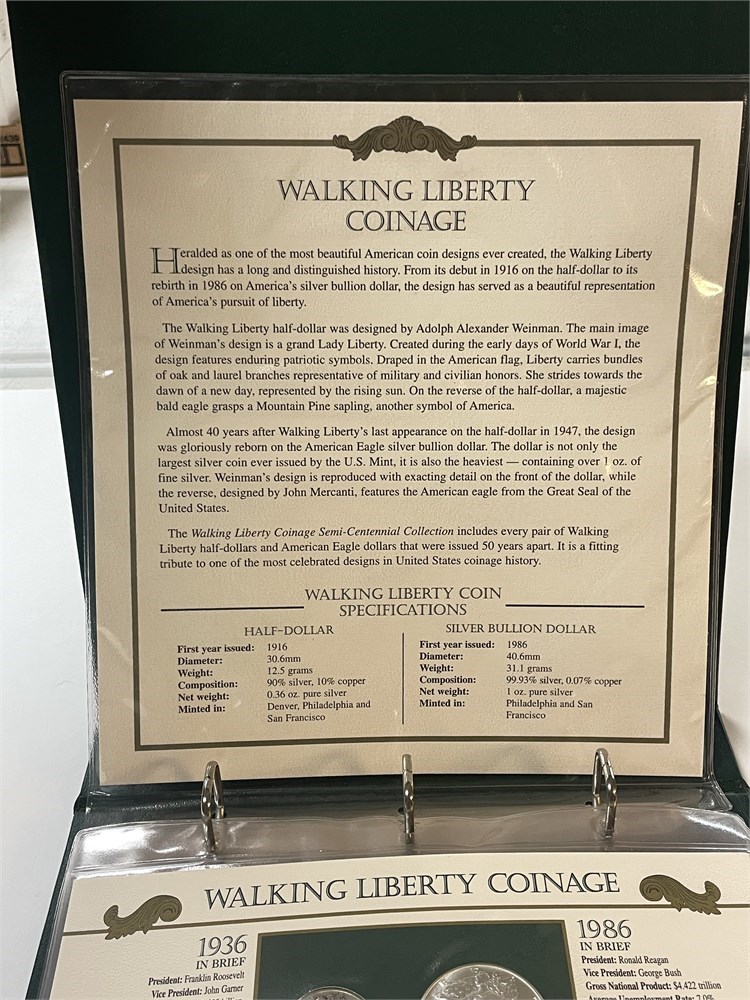 WALKING LIBERTY
COINAGE
Heralded as one of the most beautiful American coin designs ever created, the Walking Liberty
design has a long and distinguished history. From its debut in 1916 on the half-dollar to its
rebirth in 1986 on America's silver bullion dollar, the design has served as a beautiful representation
of America's pursuit of liberty.
The Walking Liberty half-dollar was designed by Adolph Alexander Weinman. The main image
of Weinman's design is a grand Lady Liberty. Created during the early days of World War I, the
design features enduring patriotic symbols. Draped in the American flag, Liberty carries bundles
of oak and laurel branches representative of military and civilian honors. She strides towards the
dawn of a new day, represented by the rising sun. On the reverse of the half-dollar, a majestic
bald eagle grasps a Mountain Pine sapling, another symbol of America.
Almost 40 years after Walking Liberty's last appearance on the half-dollar in 1947, the design
was gloriously reborn on the American Eagle silver bullion dollar. The dollar is not only the
largest silver coin ever issued by the U.S. Mint, it is also the heaviest — containing over 1 oz. of
fine silver. Weinman's design is reproduced with exacting detail on the front of the dollar, while
the reverse, designed by John Mercanti, features the American eagle from the Great Seal of the
United States.
The Walking Liberty Coinage Semi-Centennial Collection includes every pair of Walking
Liberty half-dollars and American Eagle dollars that were issued 50 years apart. It is a fitting
tribute to one of the most celebrated designs in United States coinage history.
WALKING LIBERTY COIN
SPECIFICATIONS
HALF-DOLLAR
First year issued: 1916
Diameter: 30.6mm
Weight: 12.5 grams
Composition: 90% silver, 10% copper
Net weight: 0.36 oz. pure silver
Minted in: Denver, Philadelphia and
San Francisco
SILVER BULLION DOLLAR
First year issued: 1986
Diameter: 40.6mm
Weight: 31.1 grams
Composition: 99.93% silver, 0.07% copper
Net weight: 1 oz. pure silver
Minted in: Philadelphia and San
Francisco
WALKING LIBERTY COINAGE
1936
IN BRIEF
President: Franklin Roosevelt
Vice President: John Garner
1986
IN BRIEF
President: Ronald Reagan
Vice President: George Bush
Gross National Product: $4.422 trillion
Average Unemployment Rate: 7.0%